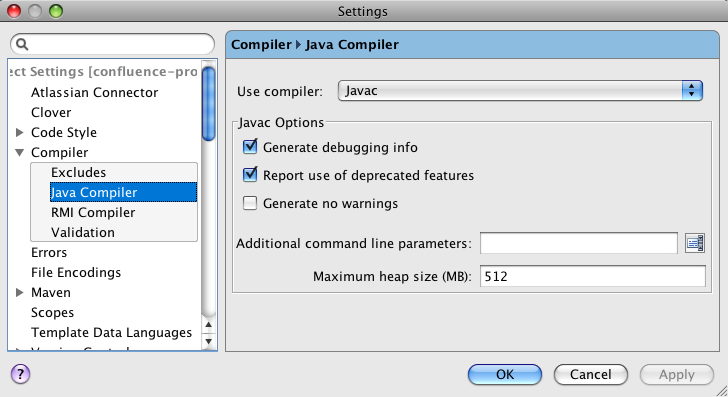 Settings
ect Settings [confluence-pro
Atlassian Connector
Clover
Code Style
Compiler
Excludes
Java Compiler
RMI Compiler
Validation
Errors
File Encodings
Maven
Scopes
Template Data Languages
Compiler ▸ Java Compiler
Use compiler: Javac
Javac Options
Generate debugging info
Report use of deprecated features
Generate no warnings
Additional command line parameters:
Maximum heap size (MB): 512
?
OK Cancel Apply